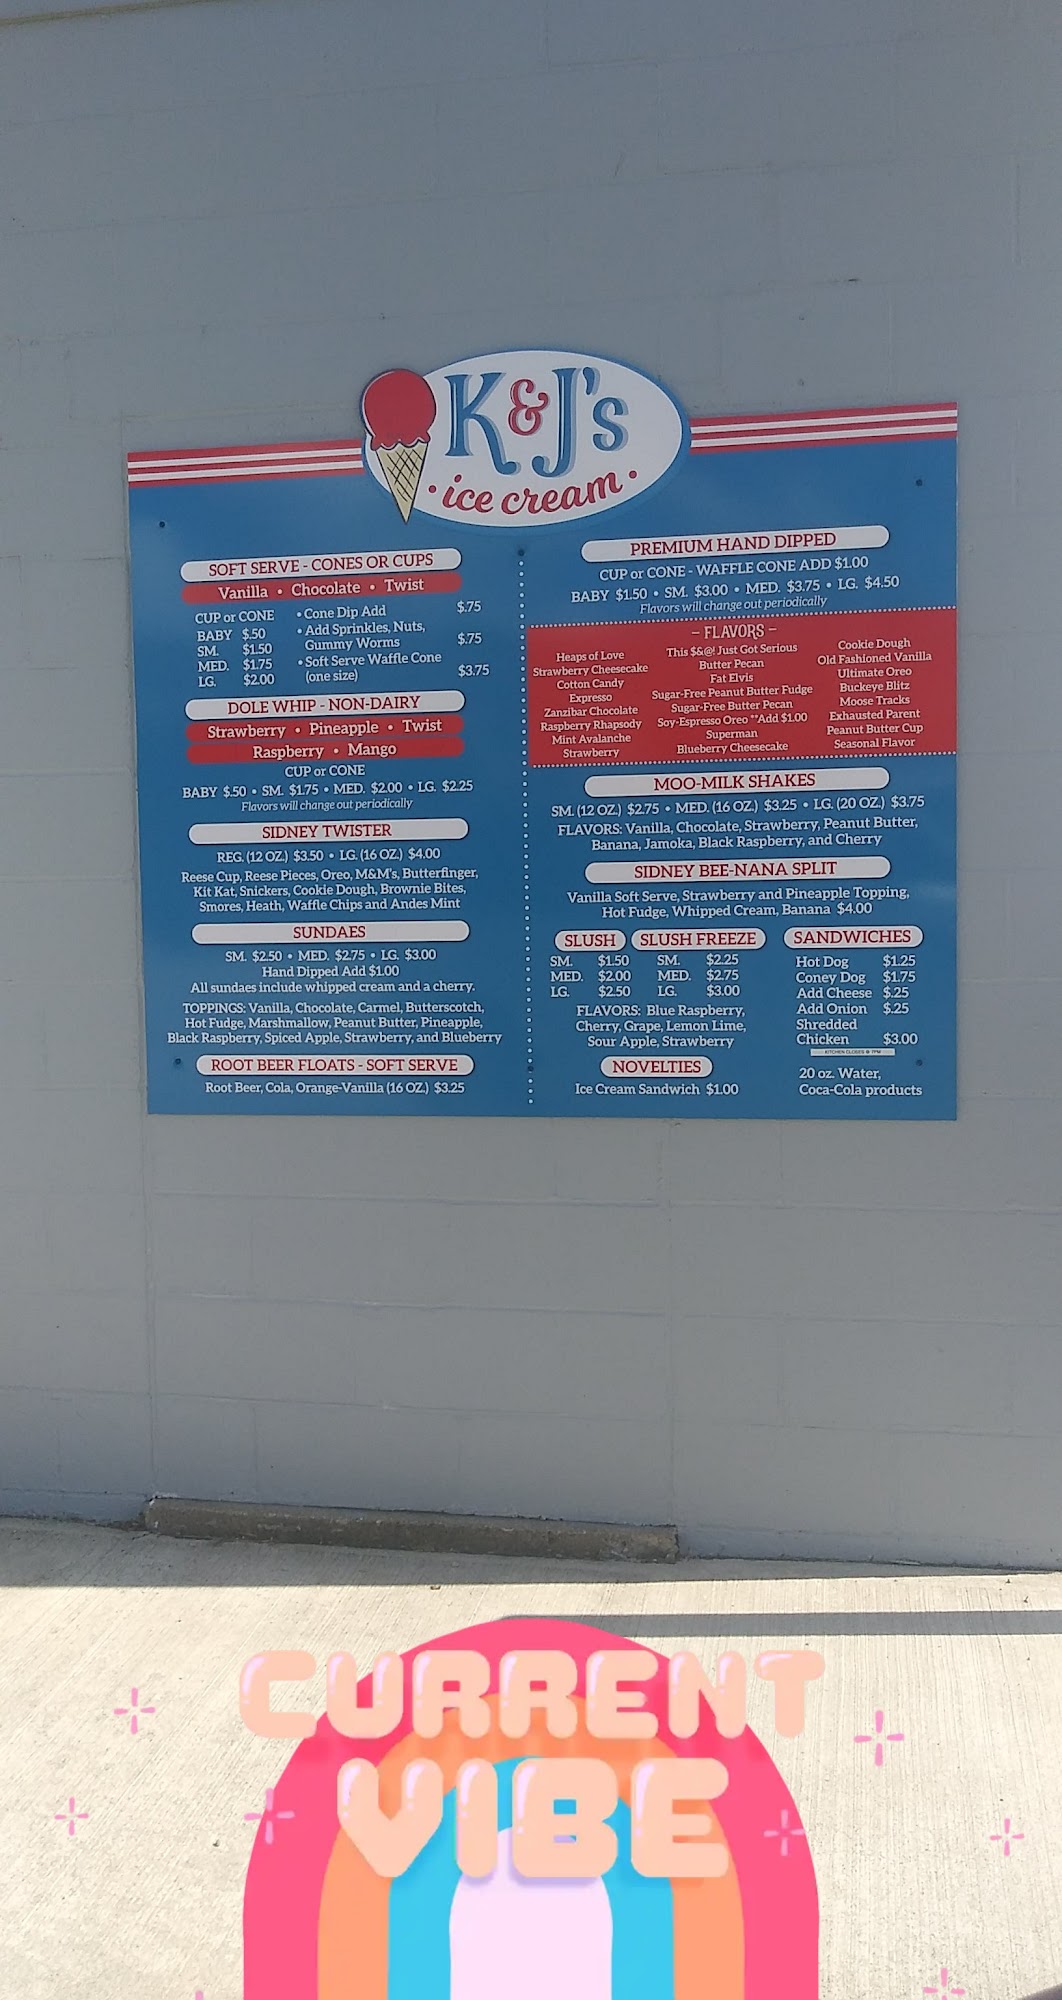 K&J's
• ice cream •
SOFT SERVE - CONES OR CUPS
Vanilla • Chocolate • Twist
CUP or CONE
BABY $.50
SM. $1.50
MED. $1.75
LG. $2.00
• Cone Dip Add $.75
• Add Sprinkles, Nuts,
Gummy Worms $.75
• Soft Serve Waffle Cone
(one size) $3.75
DOLE WHIP - NON-DAIRY
Strawberry • Pineapple • Twist
Raspberry • Mango
CUP or CONE
BABY $.50 • SM. $1.75 • MED. $2.00 • LG. $2.25
Flavors will change out periodically
SIDNEY TWISTER
REG. (12 OZ.) $3.50 • LG. (16 OZ.) $4.00
Reese Cup, Reese Pieces, Oreo, M&M's, Butterfinger,
Kit Kat, Snickers, Cookie Dough, Brownie Bites,
Smores, Heath, Waffle Chips and Andes Mint
SUNDAES
SM. $2.50 • MED. $2.75 • LG. $3.00
Hand Dipped Add $1.00
All sundaes include whipped cream and a cherry.
TOPPINGS: Vanilla, Chocolate, Carmel, Butterscotch,
Hot Fudge, Marshmallow, Peanut Butter, Pineapple,
Black Raspberry, Spiced Apple, Strawberry, and Blueberry
ROOT BEER FLOATS - SOFT SERVE
Root Beer, Cola, Orange-Vanilla (16 OZ.) $3.25
PREMIUM HAND DIPPED
CUP or CONE - WAFFLE CONE ADD $1.00
BABY $1.50 • SM. $3.00 • MED. $3.75 • LG. $4.50
Flavors will change out periodically
– FLAVORS –
Heaps of Love
Strawberry Cheesecake
Cotton Candy
Expresso
Zanzibar Chocolate
Raspberry Rhapsody
Mint Avalanche
Strawberry
This $&@! Just Got Serious
Butter Pecan
Fat Elvis
Sugar-Free Peanut Butter Fudge
Sugar-Free Butter Pecan
Soy-Espresso Oreo **Add $1.00
Superman
Blueberry Cheesecake
Cookie Dough
Old Fashioned Vanilla
Ultimate Oreo
Buckeye Blitz
Moose Tracks
Exhausted Parent
Peanut Butter Cup
Seasonal Flavor
MOO-MILK SHAKES
SM. (12 OZ.) $2.75 • MED. (16 OZ.) $3.25 • LG. (20 OZ.) $3.75
FLAVORS: Vanilla, Chocolate, Strawberry, Peanut Butter,
Banana, Jamoka, Black Raspberry, and Cherry
SIDNEY BEE-NANA SPLIT
Vanilla Soft Serve, Strawberry and Pineapple Topping,
Hot Fudge, Whipped Cream, Banana $4.00
SLUSH
SM. $1.50
MED. $2.00
LG. $2.50
SLUSH FREEZE
SM. $2.25
MED. $2.75
LG. $3.00
FLAVORS: Blue Raspberry,
Cherry, Grape, Lemon Lime,
Sour Apple, Strawberry
NOVELTIES
Ice Cream Sandwich $1.00
SANDWICHES
Hot Dog $1.25
Coney Dog $1.75
Add Cheese $.25
Add Onion $.25
Shredded
Chicken $3.00
KITCHEN CLOSES @ 7PM
20 oz. Water,
Coca-Cola products
CURRENT
VIBE